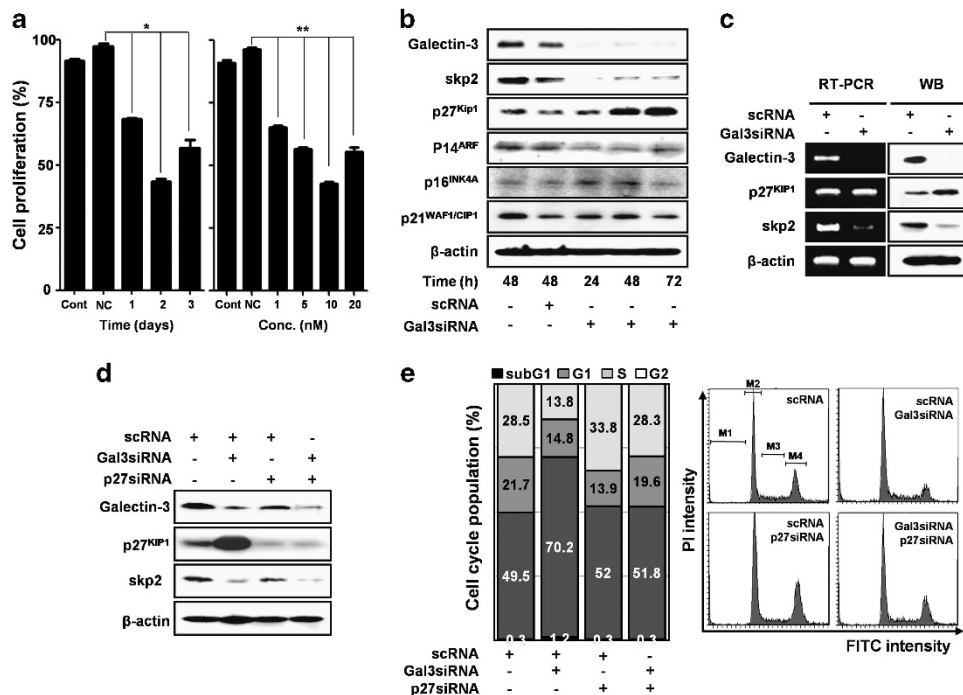 a
* **
100
75
50
25
0
Cell proliferation (%)
Cont NC 1 2 3 Cont NC 1 5 10 20
Time (days) Conc. (nM)
b
Galectin-3
skp2
p27Kip1
P14ARF
p16INK4A
p21WAF1/CIP1
β-actin
Time (h) 48 48 24 48 72
scRNA - + - - -
Gal3siRNA - - + + +
c
RT-PCR WB
scRNA + - + -
Gal3siRNA - + - +
Galectin-3
p27KIP1
skp2
β-actin
d
scRNA + + + -
Gal3siRNA - + - +
p27siRNA - - + +
Galectin-3
p27KIP1
skp2
β-actin
e
subG1 G1 S G2
Cell cycle population (%)
28.5 13.8 33.8 28.3
21.7 14.8 13.9 19.6
49.5 70.2 52 51.8
0.3 1.2 0.3 0.3
scRNA + + + -
Gal3siRNA - + - +
p27siRNA - - + +
PI intensity
M1 M2 M3 M4
scRNA
scRNA
Gal3siRNA
scRNA
p27siRNA
Gal3siRNA
p27siRNA
FITC intensity